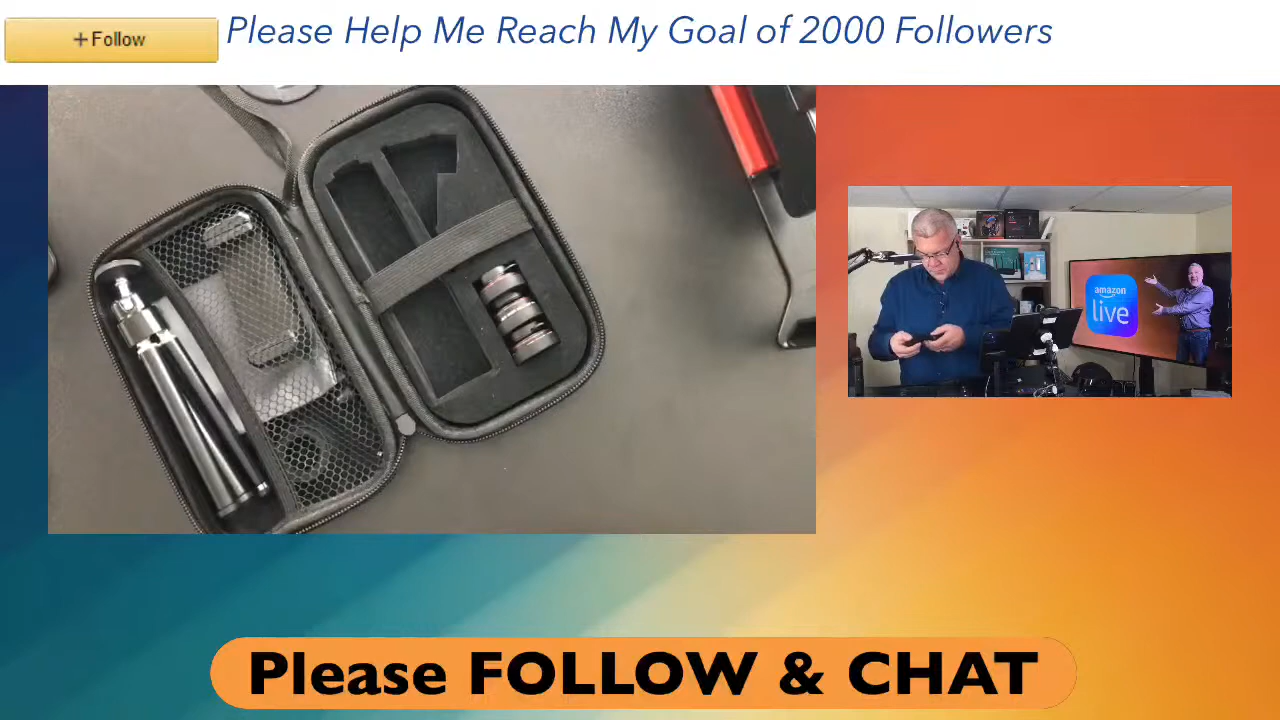 + Follow
Please Help Me Reach My Goal of 2000 Followers
amazon
live
Please FOLLOW & CHAT